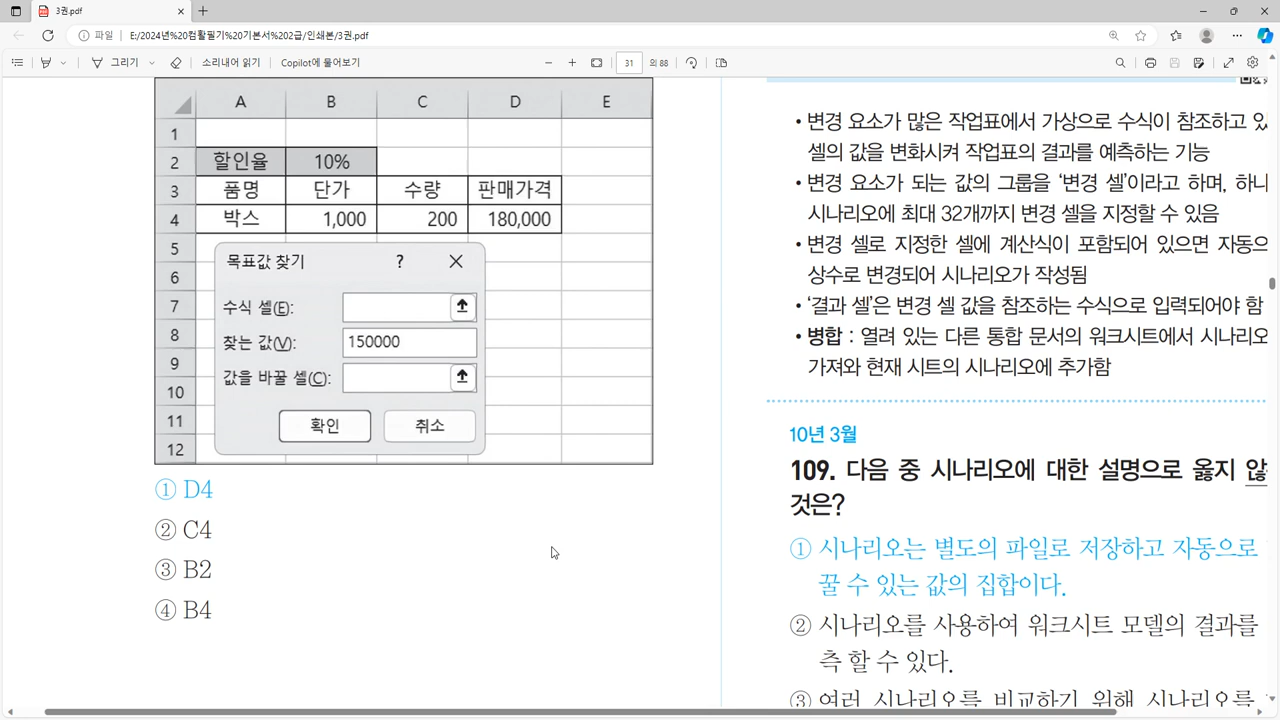 3권.pdf
파일
E:/2024년%20컴활필기%20기본서%202급/인쇄본/3권.pdf
그리기
소리내어 읽기
Copilot에 물어보기
31
의 88
A B C D E
1
2 할인율 10%
3 품명 단가 수량 판매가격
4 박스 1,000 200 180,000
5
6
7
8
9
10
11
12
목표값 찾기 ?
수식 셀(E):
찾는 값(V): 150000
값을 바꿀 셀(C):
확인 취소
① D4
② C4
③ B2
④ B4
• 변경 요소가 많은 작업표에서 가상으로 수식이 참조하고 있
셀의 값을 변화시켜 작업표의 결과를 예측하는 기능
• 변경 요소가 되는 값의 그룹을 ‘변경 셀’이라고 하며, 하나
시나리오에 최대 32개까지 변경 셀을 지정할 수 있음
• 변경 셀로 지정한 셀에 계산식이 포함되어 있으면 자동으
상수로 변경되어 시나리오가 작성됨
• ‘결과 셀’은 변경 셀 값을 참조하는 수식으로 입력되어야 함
• 병합 : 열려 있는 다른 통합 문서의 워크시트에서 시나리오
가져와 현재 시트의 시나리오에 추가함
10년 3월
109. 다음 중 시나리오에 대한 설명으로 옳지 않
것은?
① 시나리오는 별도의 파일로 저장하고 자동으로
꿀 수 있는 값의 집합이다.
② 시나리오를 사용하여 워크시트 모델의 결과를
측 할 수 있다.
③ 여러 시나리오를 비교하기 위해 시나리오를